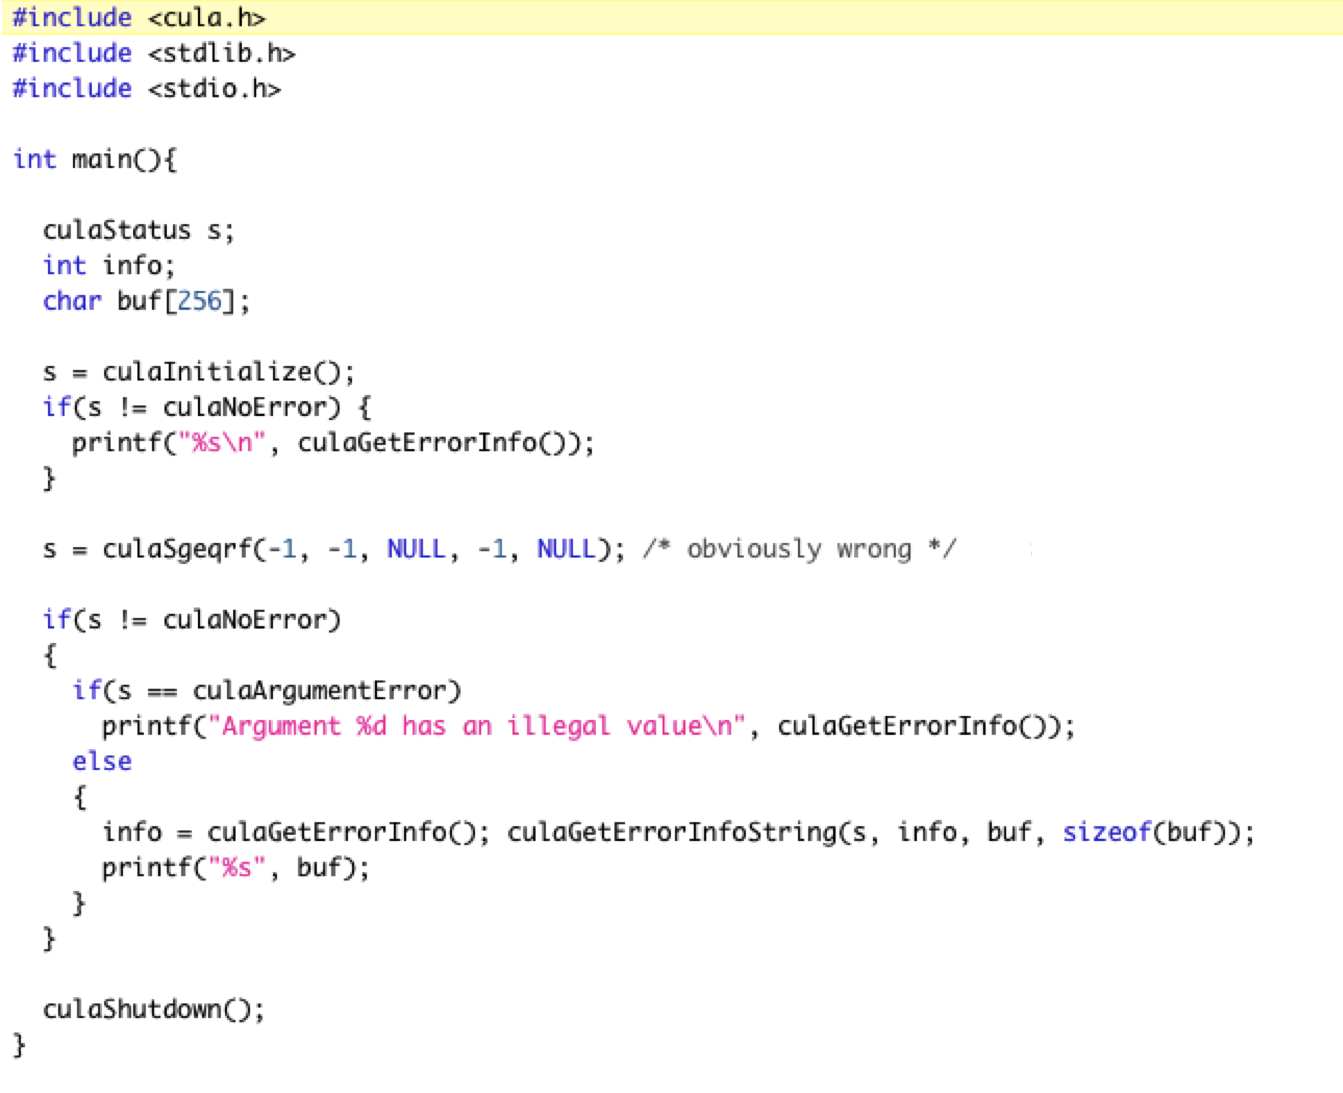 #include <cula.h>
#include <stdlib.h>
#include <stdio.h>
int main(){
culaStatus s;
int info;
char buf[256];
s = culaInitialize();
if(s != culaNoError) {
printf("%s\n", culaGetErrorInfo());
}
s = culaSgeqrf(-1, -1, NULL, -1, NULL); /* obviously wrong */
if(s != culaNoError)
{
if(s == culaArgumentError)
printf("Argument %d has an illegal value\n", culaGetErrorInfo());
else
{
info = culaGetErrorInfo(); culaGetErrorInfoString(s, info, buf, sizeof(buf));
printf("%s", buf);
}
}
culaShutdown();
}